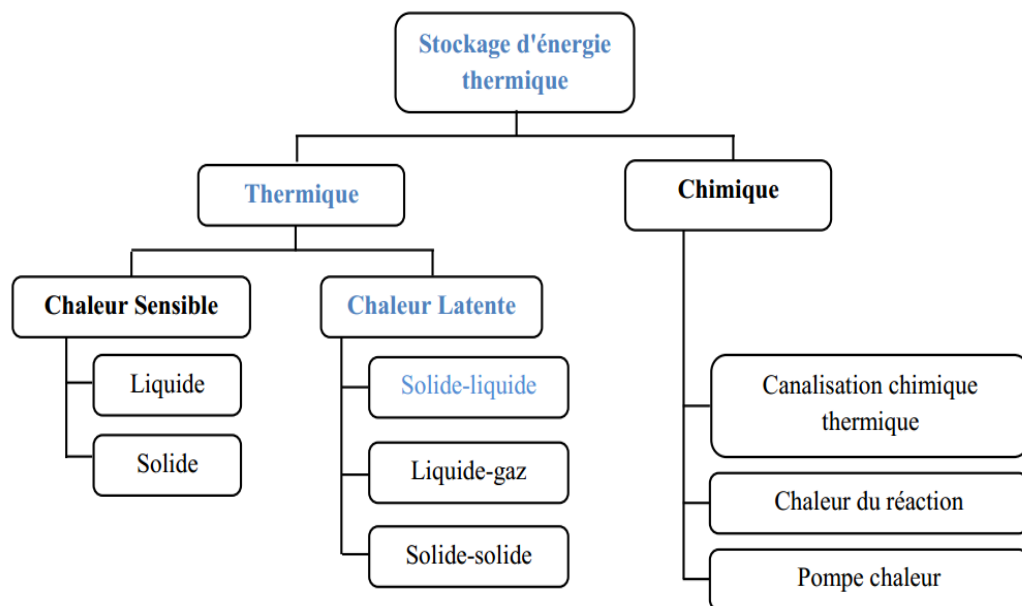 Stockage d'énergie
thermique
Thermique
Chimique
Chaleur Sensible
Chaleur Latente
Liquide
Solide
Solide-liquide
Liquide-gaz
Solide-solide
Canalisation chimique
thermique
Chaleur du réaction
Pompe chaleur